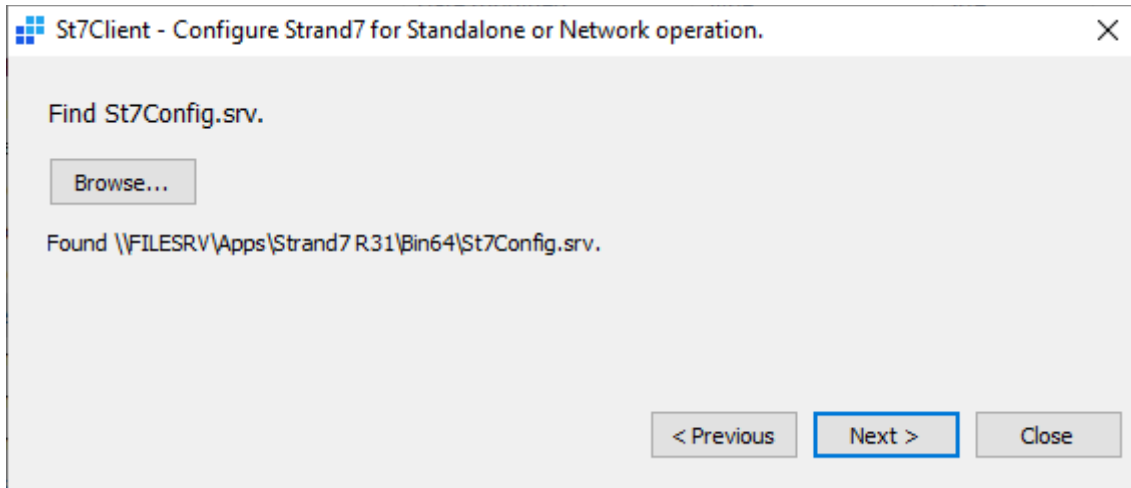 St7Client - Configure Strand7 for Standalone or Network operation.
Find St7Config.srv.
Browse...
Found \\FILESRV\Apps\Strand7 R31\Bin64\St7Config.srv.
< Previous
Next >
Close